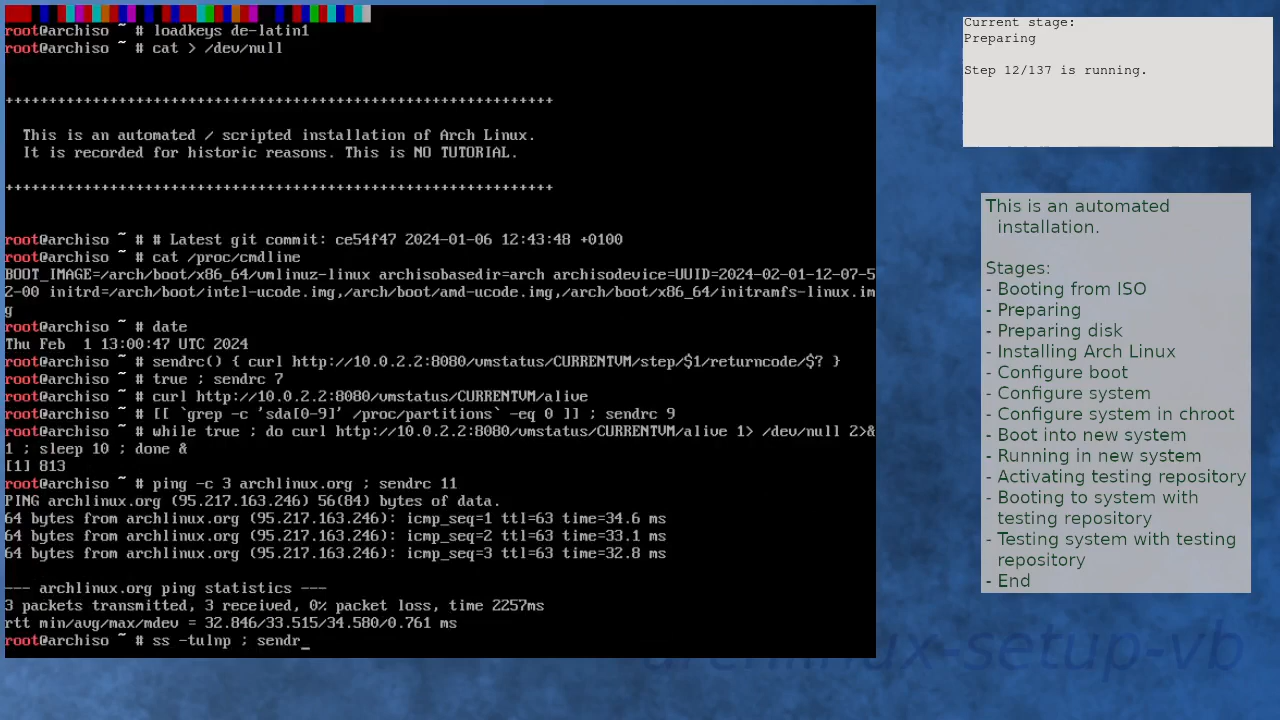 root@archiso ~ # loadkeys de-latin1
root@archiso ~ # cat > /dev/null
+++++++++++++++++++++++++++++++++++++++++++++++++++++++++++++++
This is an automated / scripted installation of Arch Linux.
It is recorded for historic reasons. This is NO TUTORIAL.
+++++++++++++++++++++++++++++++++++++++++++++++++++++++++++++++
root@archiso ~ # # Latest git commit: ce54f47 2024-01-06 12:43:48 +0100
root@archiso ~ # cat /proc/cmdline
BOOT_IMAGE=/arch/boot/x86_64/vmlinuz-linux archisobasedir=arch archisodevice=UUID=2024-02-01-12-07-5
2-00 initrd=/arch/boot/intel-ucode.img,/arch/boot/amd-ucode.img,/arch/boot/x86_64/initramfs-linux.im
g
root@archiso ~ # date
Thu Feb  1 13:00:47 UTC 2024
root@archiso ~ # sendrc() { curl http://10.0.2.2:8080/vmstatus/CURRENTVM/step/$1/returncode/$? }
root@archiso ~ # true ; sendrc 7
root@archiso ~ # curl http://10.0.2.2:8080/vmstatus/CURRENTVM/alive
root@archiso ~ # [[ `grep -c 'sda[0-9]' /proc/partitions` -eq 0 ]] ; sendrc 9
root@archiso ~ # while true ; do curl http://10.0.2.2:8080/vmstatus/CURRENTVM/alive 1> /dev/null 2>&
1 ; sleep 10 ; done &
[1] 813
root@archiso ~ # ping -c 3 archlinux.org ; sendrc 11
PING archlinux.org (95.217.163.246) 56(84) bytes of data.
64 bytes from archlinux.org (95.217.163.246): icmp_seq=1 ttl=63 time=34.6 ms
64 bytes from archlinux.org (95.217.163.246): icmp_seq=2 ttl=63 time=33.1 ms
64 bytes from archlinux.org (95.217.163.246): icmp_seq=3 ttl=63 time=32.8 ms
--- archlinux.org ping statistics ---
3 packets transmitted, 3 received, 0% packet loss, time 2257ms
rtt min/avg/max/mdev = 32.846/33.515/34.580/0.761 ms
root@archiso ~ # ss -tulnp ; sendr_
Current stage:
Preparing
Step 12/137 is running.
This is an automated
installation.
Stages:
- Booting from ISO
- Preparing
- Preparing disk
- Installing Arch Linux
- Configure boot
- Configure system
- Configure system in chroot
- Boot into new system
- Running in new system
- Activating testing repository
- Booting to system with
testing repository
- Testing system with testing
repository
- End
ux-setup-vb